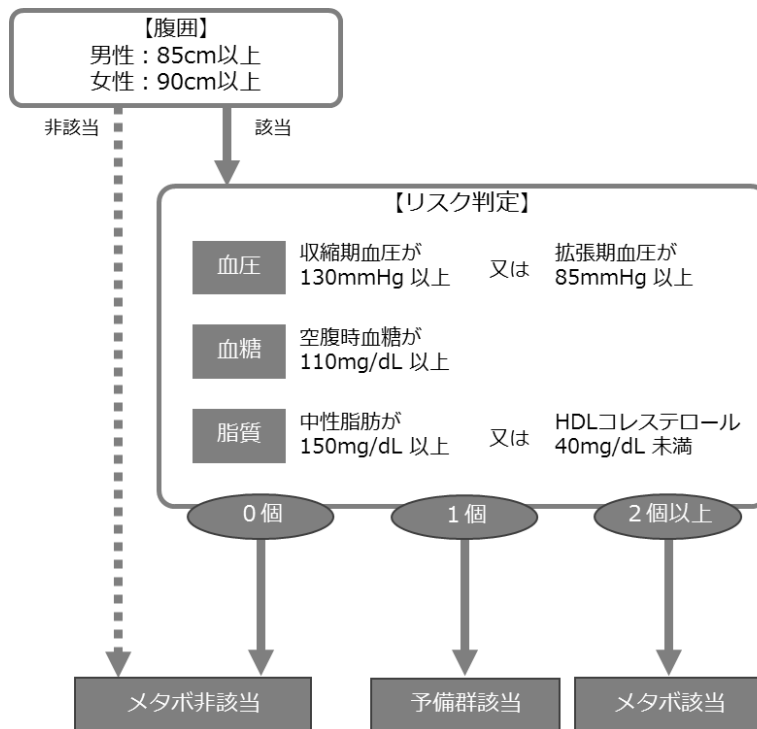 【腹囲】
男性：85cm以上
女性：90cm以上
非該当
該当
【リスク判定】
血圧
収縮期血圧が
130mmHg 以上
又は
拡張期血圧が
85mmHg 以上
血糖
空腹時血糖が
110mg/dL 以上
脂質
中性脂肪が
150mg/dL 以上
又は
HDLコレステロール
40mg/dL 未満
０個
１個
２個以上
メタボ非該当
予備群該当
メタボ該当